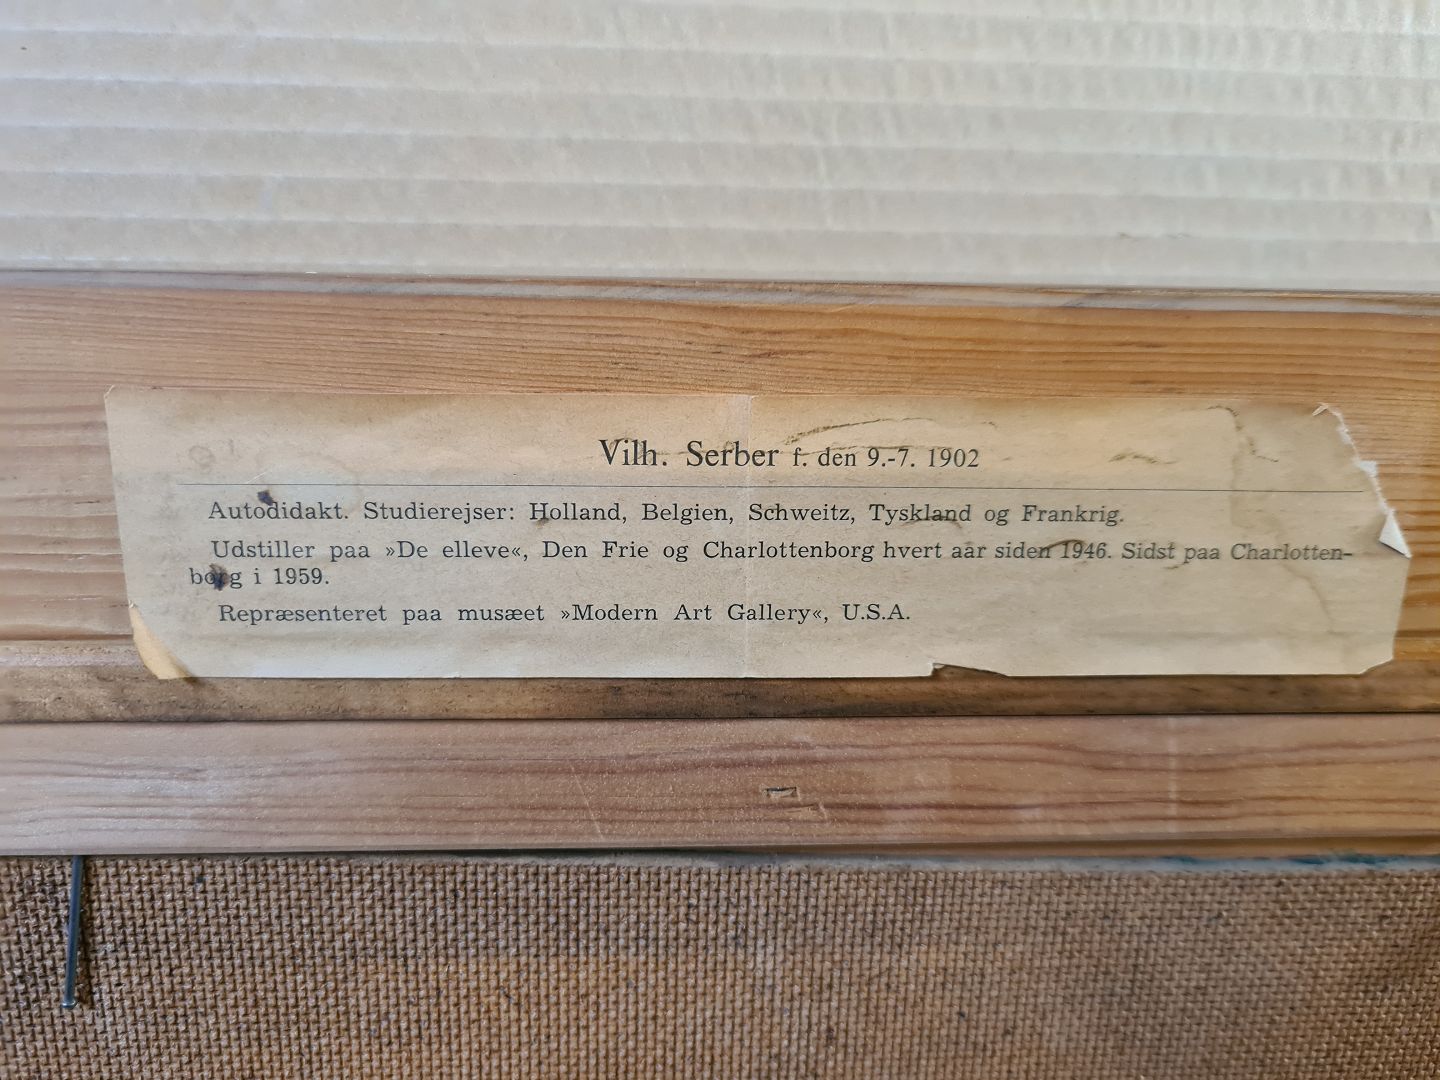 Vilh. Serber f. den 9.-7. 1902
Autodidakt. Studierejser: Holland, Belgien, Schweitz, Tyskland og Frankrig.
Udstiller paa »De elleve«, Den Frie og Charlottenborg hvert aar siden 1946. Sidst paa Charlotten-
borg i 1959.
Repræsenteret paa musæet »Modern Art Gallery«, U.S.A.